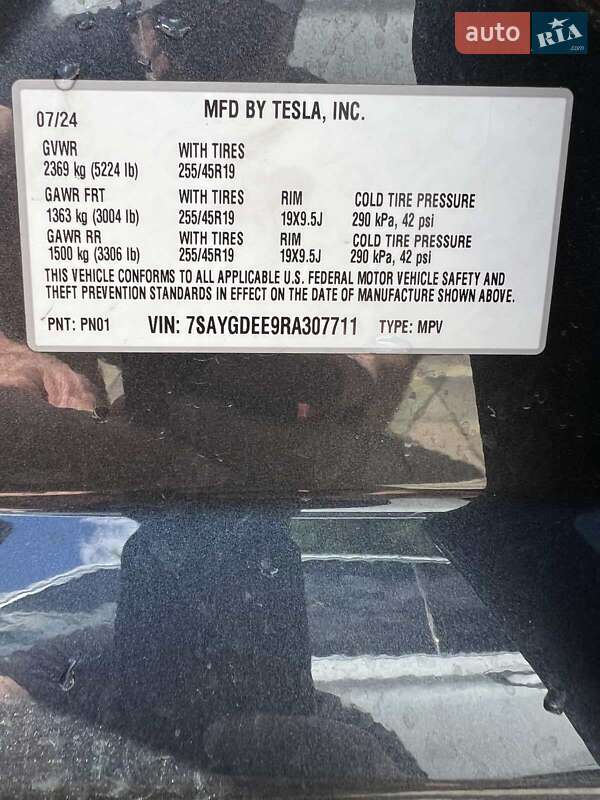 auto RIA .com
07/24 MFD BY TESLA, INC.
GVWR WITH TIRES
2369 kg (5224 lb) 255/45R19
GAWR FRT WITH TIRES RIM COLD TIRE PRESSURE
1363 kg (3004 lb) 255/45R19 19X9.5J 290 kPa, 42 psi
GAWR RR WITH TIRES RIM COLD TIRE PRESSURE
1500 kg (3306 lb) 255/45R19 19X9.5J 290 kPa, 42 psi
THIS VEHICLE CONFORMS TO ALL APPLICABLE U.S. FEDERAL MOTOR VEHICLE SAFETY AND
THEFT PREVENTION STANDARDS IN EFFECT ON THE DATE OF MANUFACTURE SHOWN ABOVE.
PNT: PN01 VIN: 7SAYGDEE9RA307711 TYPE: MPV